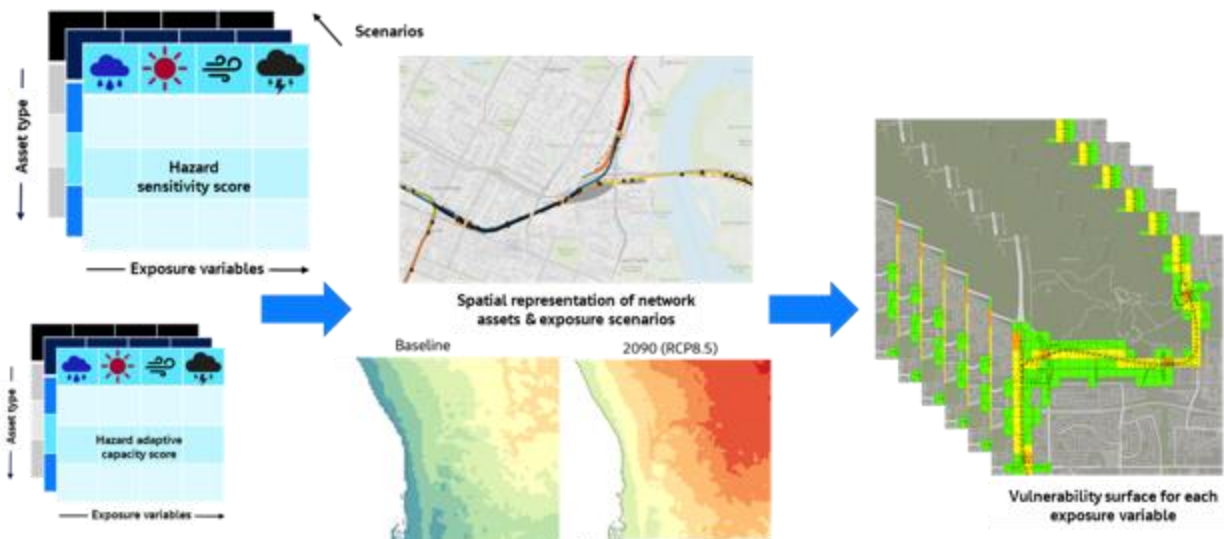 Scenarios
Asset type
Hazard
sensitivity score
Exposure variables
Asset type
Hazard adaptive
capacity score
Exposure variables
Spatial representation of network
assets & exposure scenarios
Baseline
2090 (RCP8.5)
Vulnerability surface for each
exposure variable